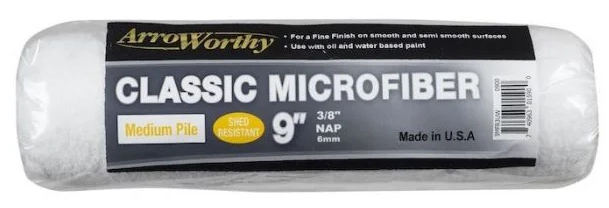 ArroWorthy
• For a Fine Finish on smooth and semi smooth surfaces
• Use with oil and water based paint
CLASSIC MICROFIBER
Medium Pile
SHED
RESISTANT
9"
3/8"
NAP
6mm
Made in U.S.A